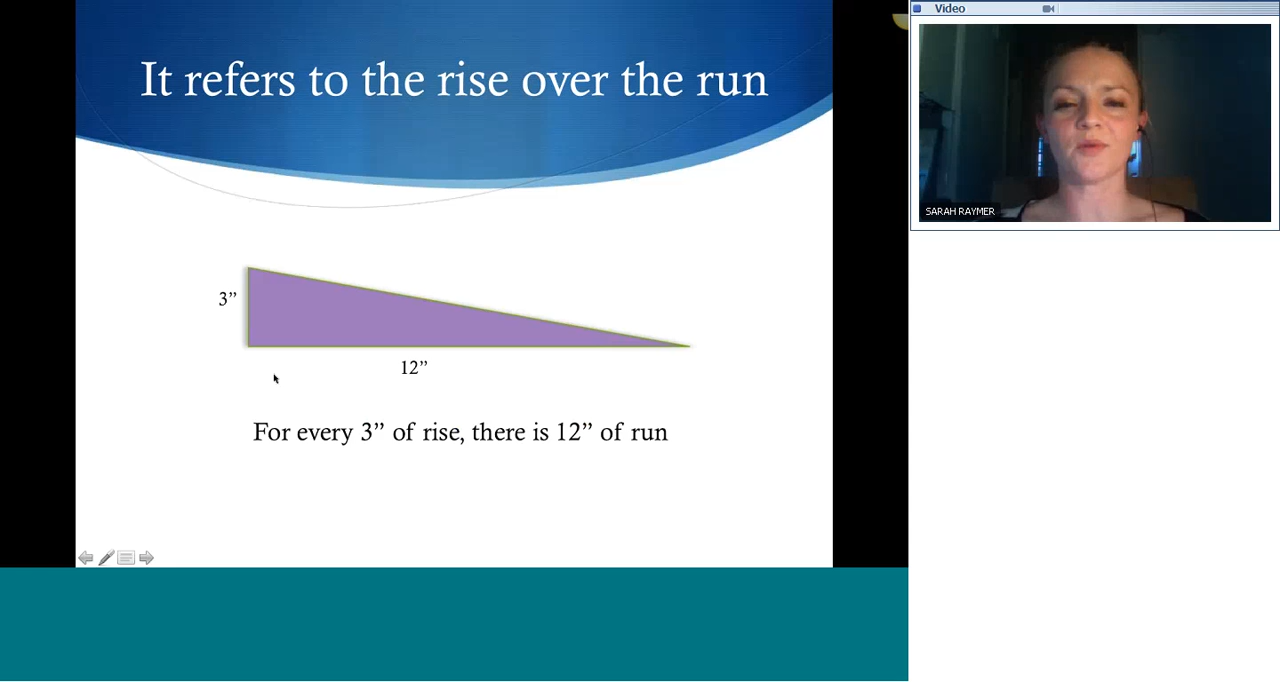 It refers to the rise over the run
3”
12”
For every 3” of rise, there is 12” of run
Video
SARAH RAYMER